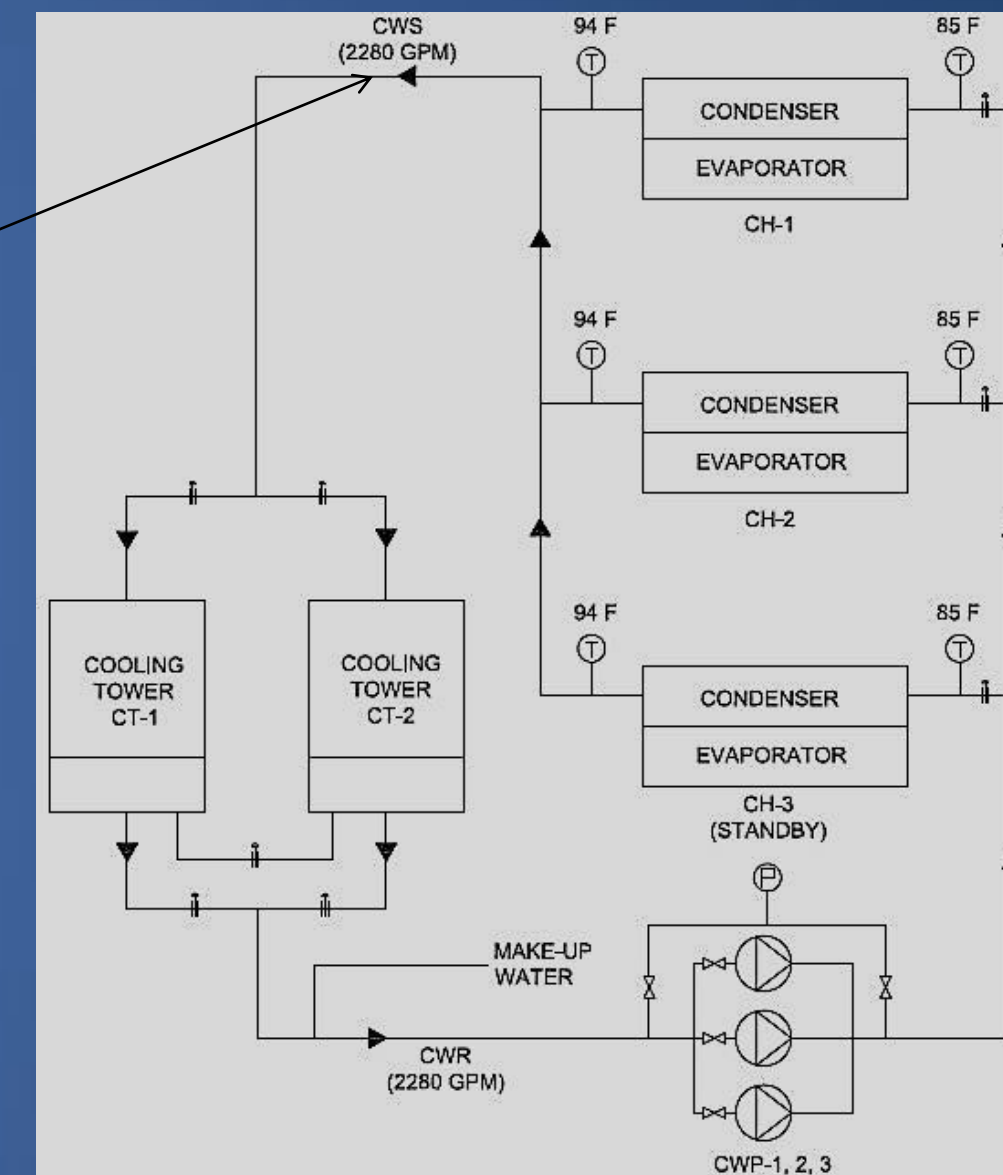 CWS
(2280 GPM)
94 F
T
85 F
T
CONDENSER
EVAPORATOR
CH-1
94 F
T
85 F
T
CONDENSER
EVAPORATOR
CH-2
COOLING
TOWER
CT-1
COOLING
TOWER
CT-2
94 F
T
85 F
T
CONDENSER
EVAPORATOR
CH-3
(STANDBY)
P
MAKE-UP
WATER
CWR
(2280 GPM)
CWP-1, 2, 3